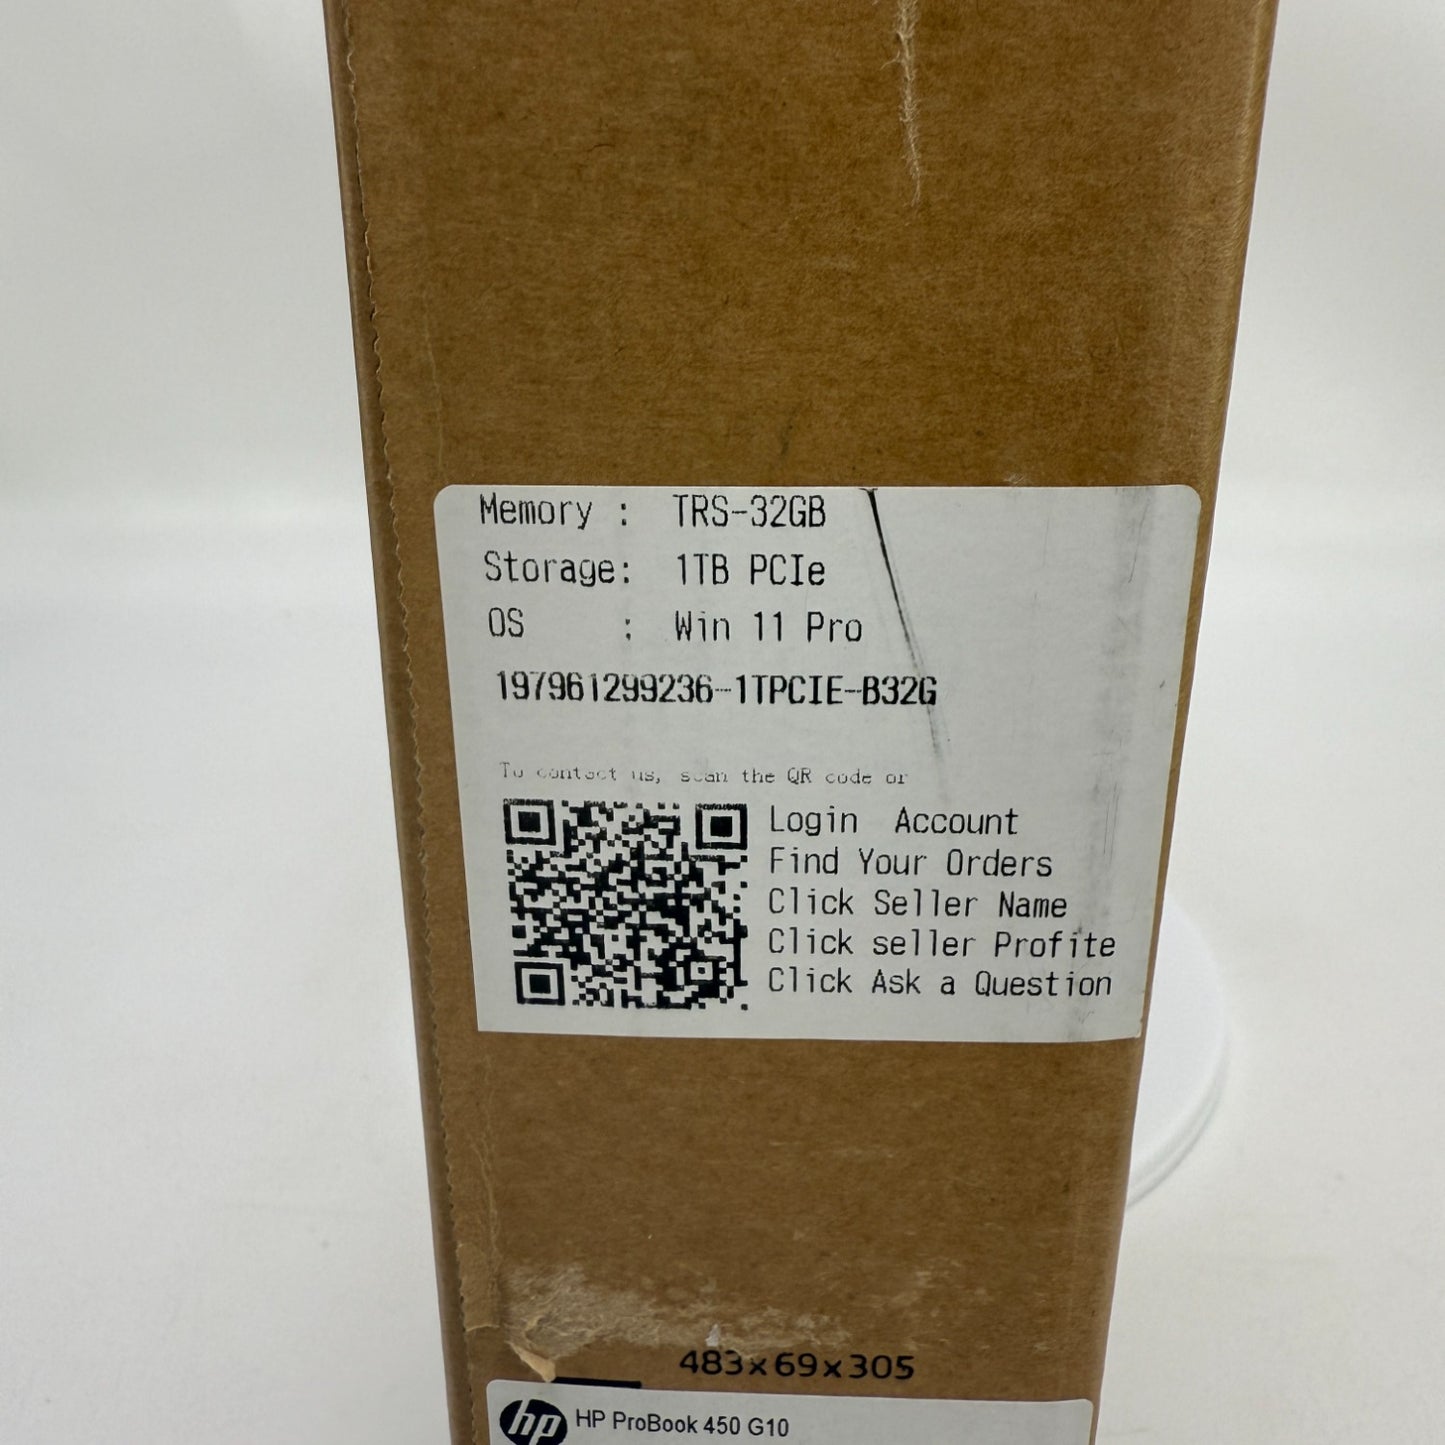 Memory : TRS-32GB
Storage: 1TB PCIe
OS : Win 11 Pro
197961299236-1TPCIE-B32G
To contact us, scan the QR code or
Login Account
Find Your Orders
Click Seller Name
Click seller Profite
Click Ask a Question
483x69x305
hp HP ProBook 450 G10